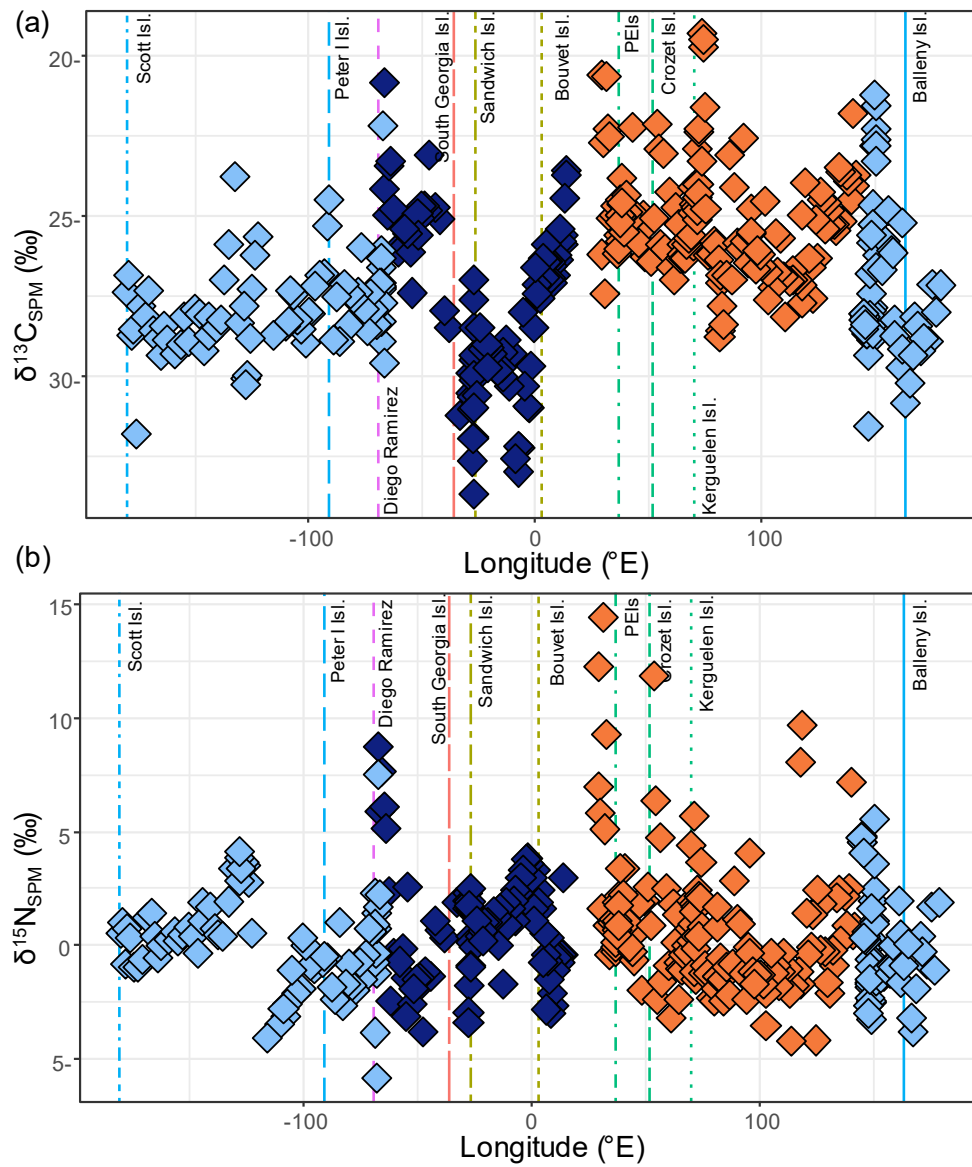 (a)
δ13CSPM (‰)
20-
25-
30-
Scott Isl.
Peter I Isl.
Diego Ramirez
South Georgia Isl.
Sandwich Isl.
Bouvet Isl.
PEIs
Crozet Isl.
Kerguelen Isl.
Balleny Isl.
-100
0
100
Longitude (°E)
(b)
δ15NSPM (‰)
15
10
5
0
5-
Scott Isl.
Peter I Isl.
Diego Ramirez
South Georgia Isl.
Sandwich Isl.
Bouvet Isl.
PEIs
Crozet Isl.
Kerguelen Isl.
Balleny Isl.
-100
0
100
Longitude (°E)